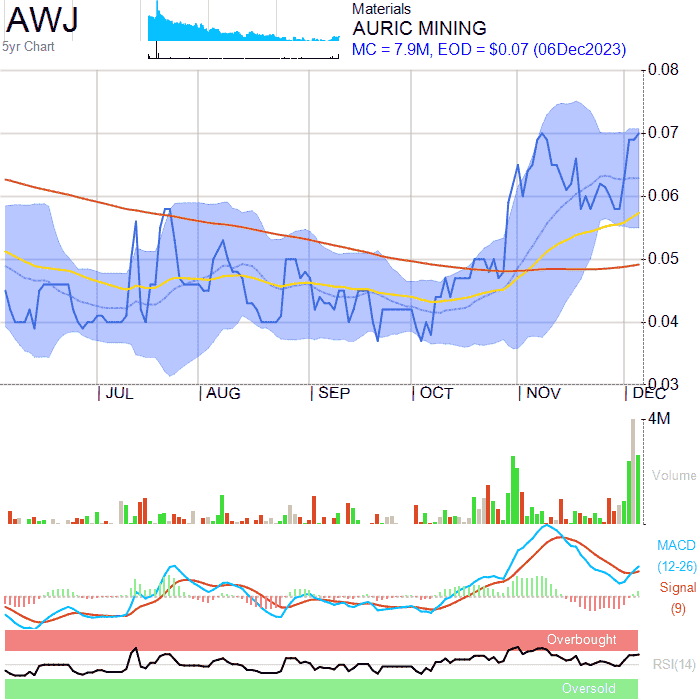 AWJ
5yr Chart
Materials
AURIC MINING
MC = 7.9M, EOD = $0.07 (06Dec2023)
0.08
0.07
0.06
0.05
0.04
0.03
JUL AUG SEP OCT NOV DEC
4M
Volume
MACD
(12-26)
Signal
(9)
Overbought
RSI(14)
Oversold